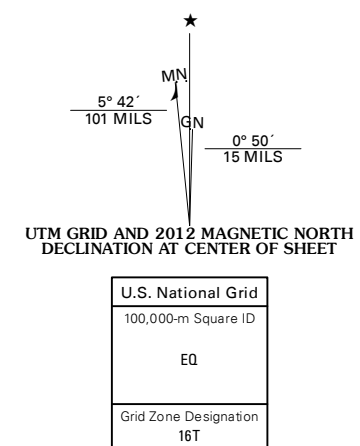 ★
MN
5° 42´
101 MILS
GN
0° 50´
15 MILS
UTM GRID AND 2012 MAGNETIC NORTH
DECLINATION AT CENTER OF SHEET
U.S. National Grid
100,000-m Square ID
EQ
Grid Zone Designation
16T